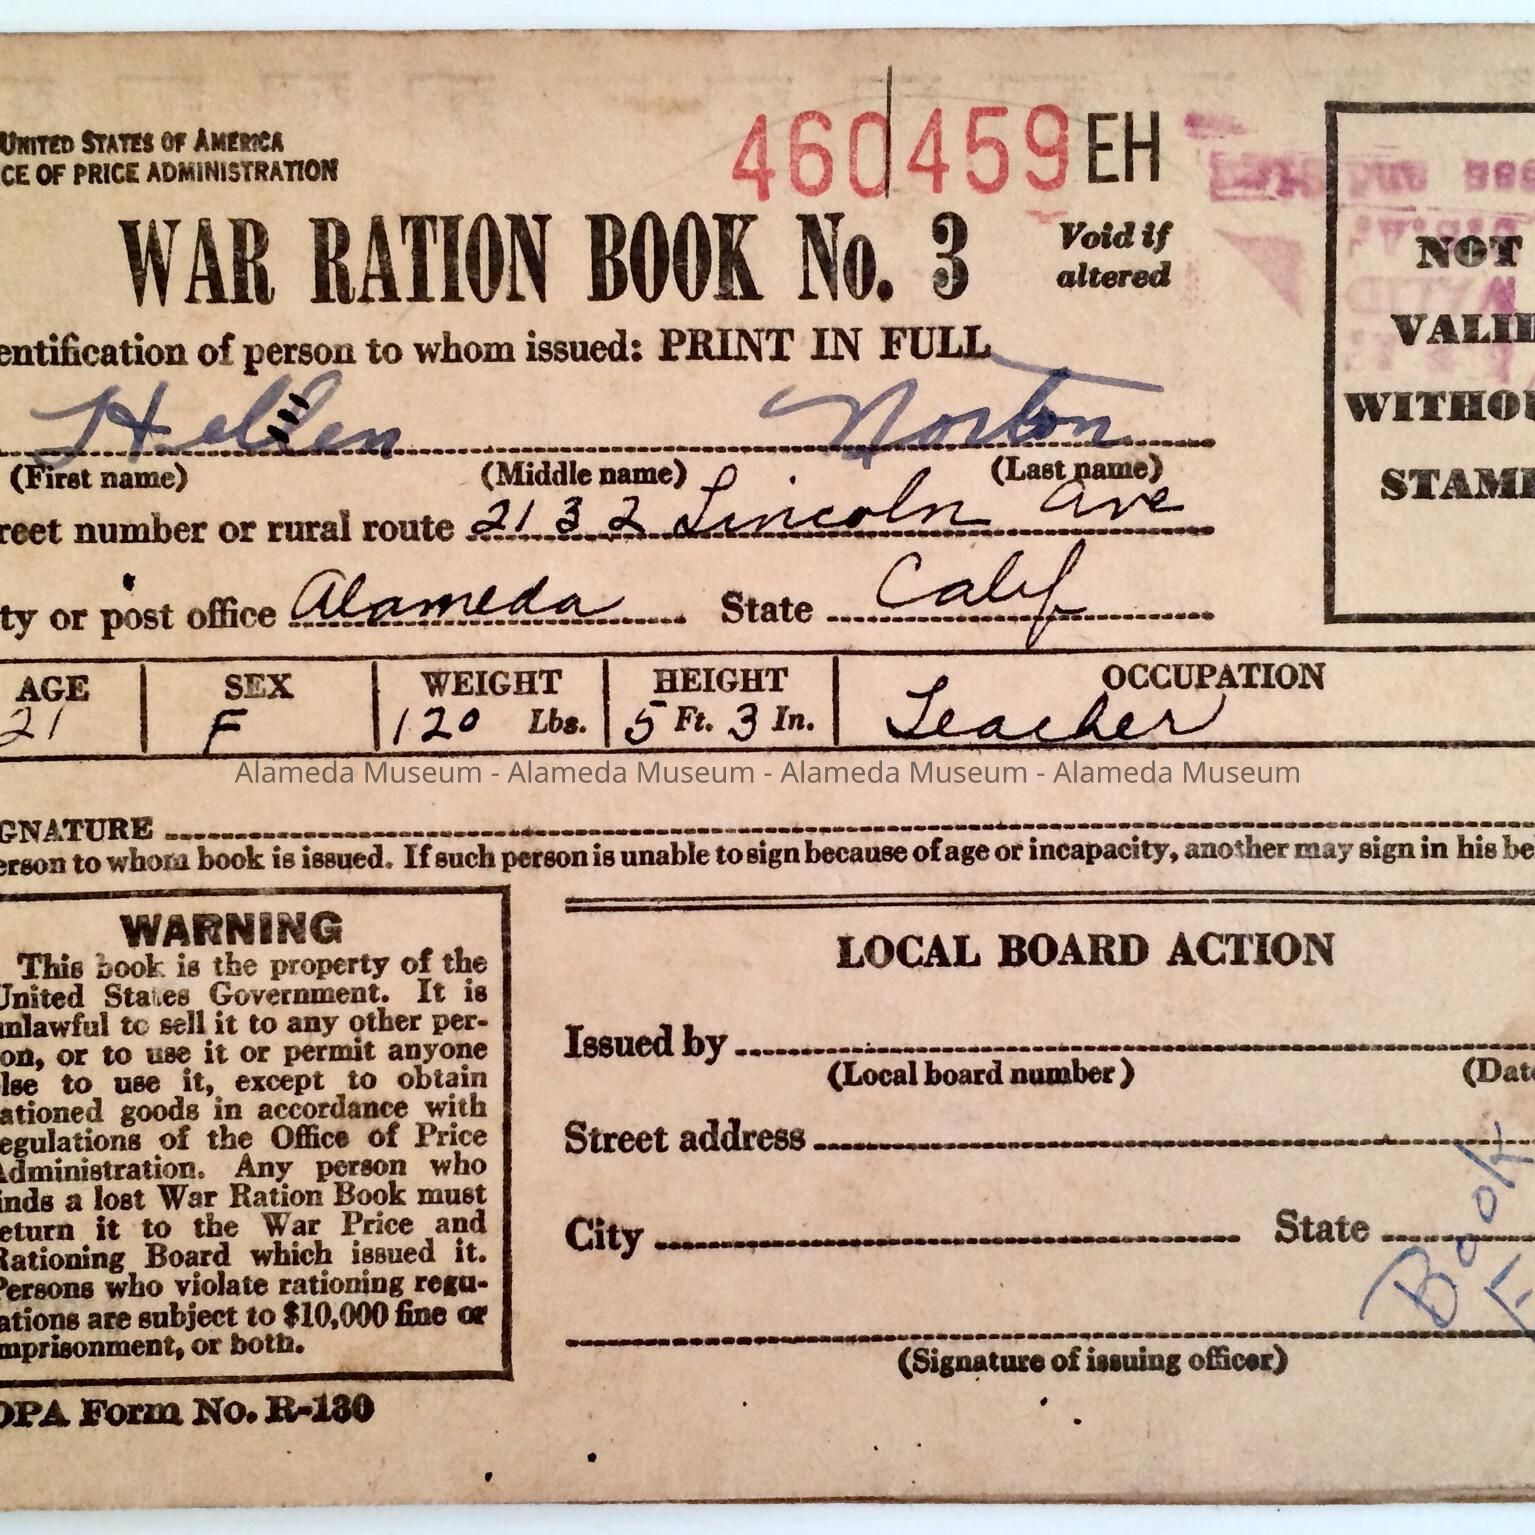 UNITED STATES OF AMERICA
CE OF PRICE ADMINISTRATION
460459 EH
WAR RATION BOOK No. 3
Void if
altered
entification of person to whom issued: PRINT IN FULL
Hellen Norton
(First name) (Middle name) (Last name)
reet number or rural route 2132 Lincoln Ave
ty or post office Alameda State Calif
NOT
VALID
WITHOU
STAMP
AGE SEX WEIGHT HEIGHT OCCUPATION
21 F 120 Lbs. 5 Ft. 3 In. Teacher
Alameda Museum - Alameda Museum - Alameda Museum - Alameda Museum
GNATURE
erson to whom book is issued. If such person is unable to sign because of age or incapacity, another may sign in his be
WARNING
This book is the property of the
United States Government. It is
unlawful to sell it to any other per-
on, or to use it or permit anyone
lse to use it, except to obtain
ationed goods in accordance with
egulations of the Office of Price
Administration. Any person who
inds a lost War Ration Book must
eturn it to the War Price and
Rationing Board which issued it.
Persons who violate rationing regu-
ations are subject to $10,000 fine or
mprisonment, or both.
OPA Form No. R-130
LOCAL BOARD ACTION
Issued by
(Local board number) (Date
Street address
City State
Book
(Signature of issuing officer)